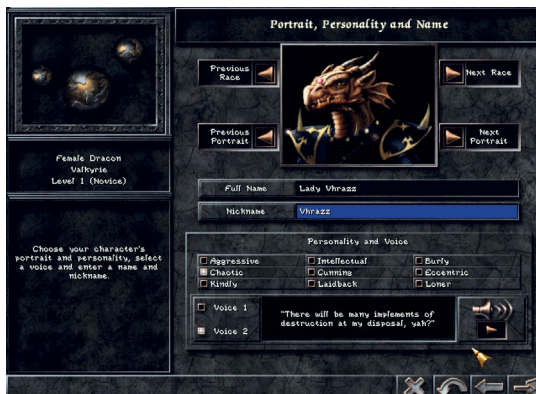 Portrait, Personality and Name
Previous Race
Next Race
Previous Portrait
Next Portrait
Female Dracon
Valkyrie
Level 1 (Novice)
Full Name
Lady Vhrazz
Nickname
Vhrazz
Choose your character's
portrait and personality, select
a voice and enter a name and
nickname.
Personality and Voice
Aggressive
Intellectual
Burly
Chaotic
Cunning
Eccentric
Kindly
Laidback
Loner
Voice 1
Voice 2
"There will be many implements of
destruction at my disposal, yah?"